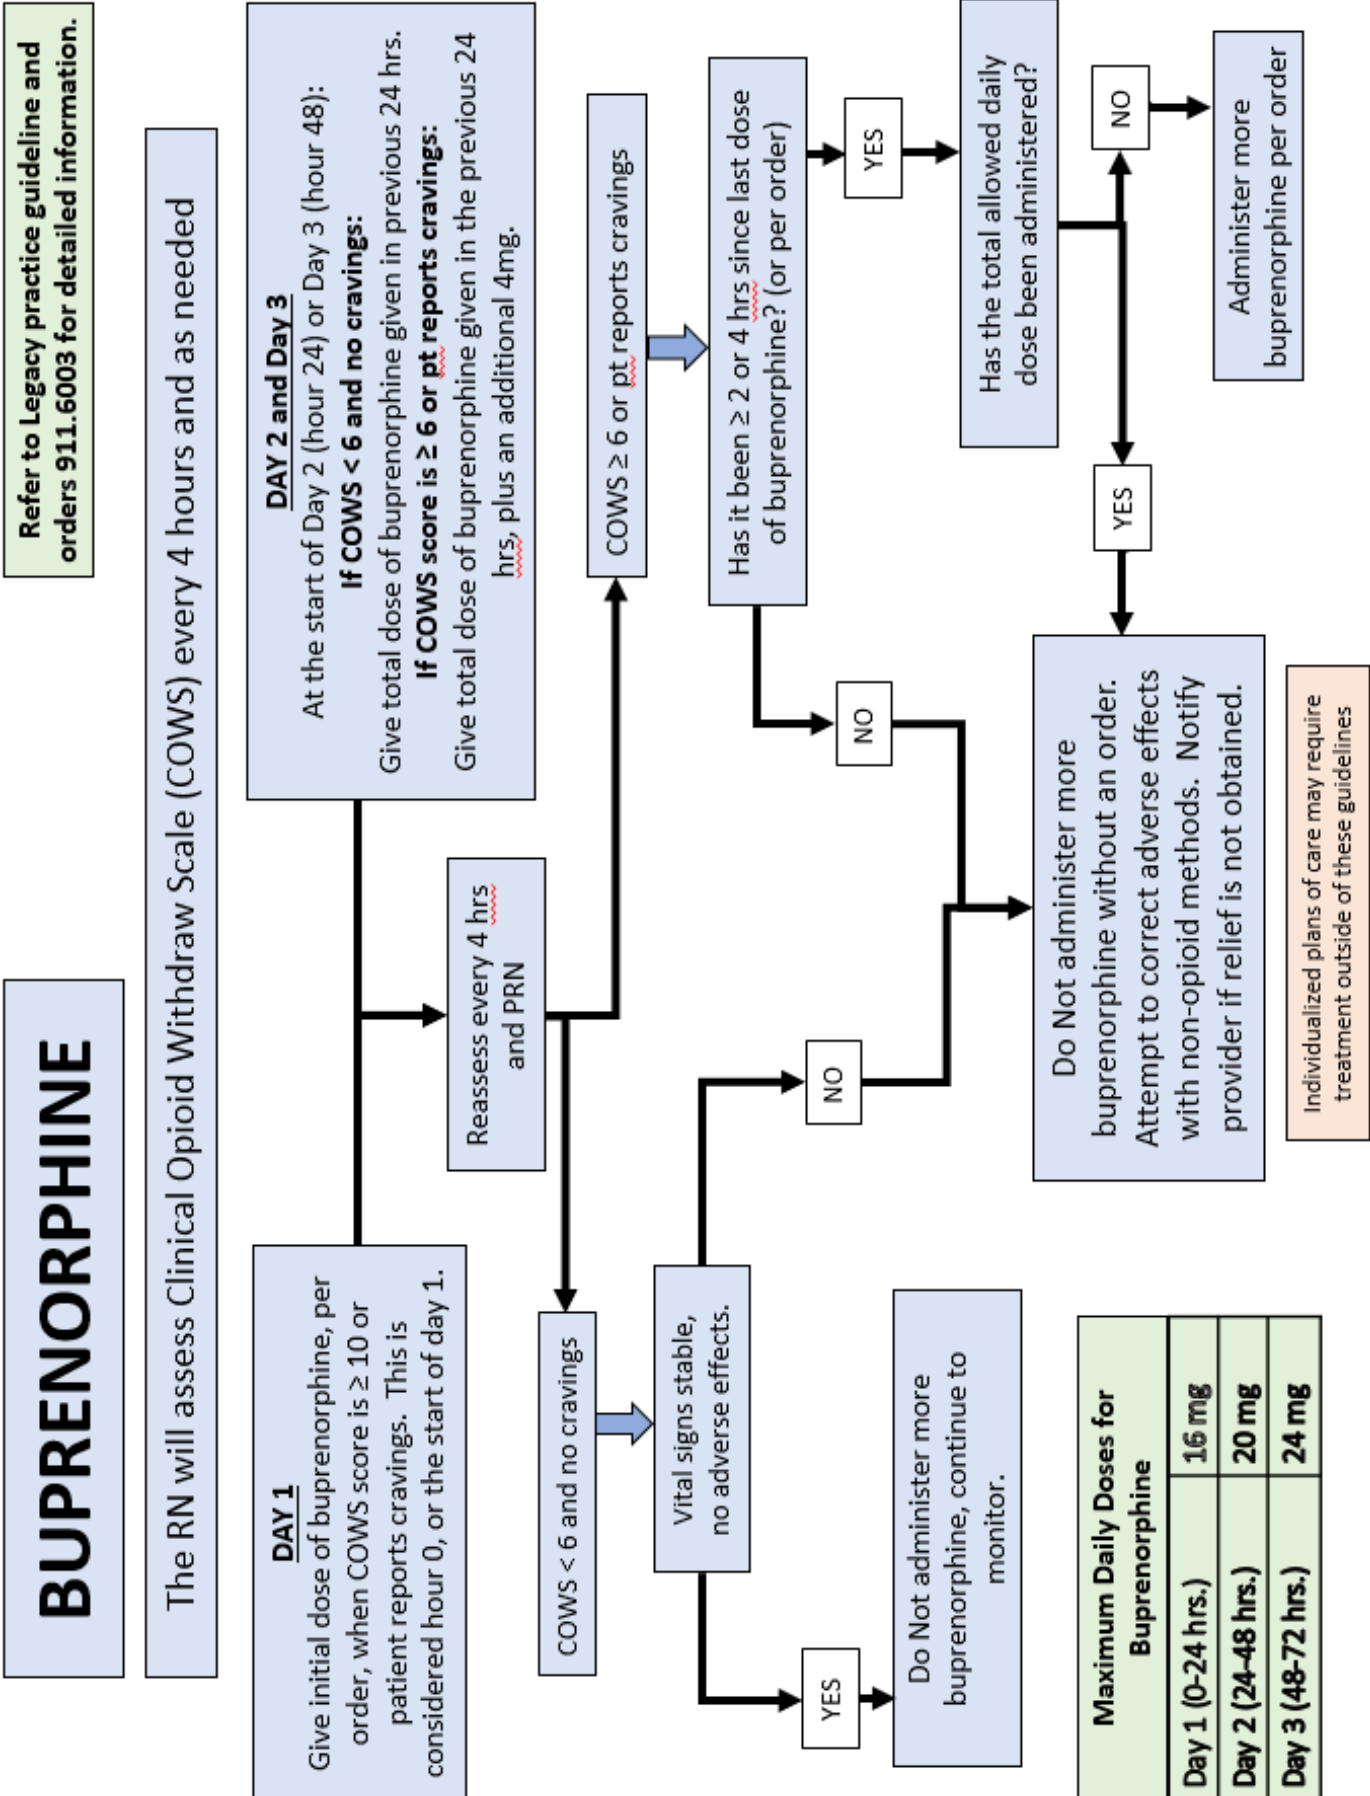 BUPRENORPHINE
Refer to Legacy practice guideline and
orders 911.6003 for detailed information.
The RN will assess Clinical Opioid Withdraw Scale (COWS) every 4 hours and as needed
DAY 1
Give initial dose of buprenorphine, per
order, when COWS score is ≥ 10 or
patient reports cravings. This is
considered hour 0, or the start of day 1.
DAY 2 and Day 3
At the start of Day 2 (hour 24) or Day 3 (hour 48):
If COWS < 6 and no cravings:
Give total dose of buprenorphine given in previous 24 hrs.
If COWS score is ≥ 6 or pt reports cravings:
Give total dose of buprenorphine given in the previous 24
hrs, plus an additional 4mg.
Reassess every 4 hrs
and PRN
COWS < 6 and no cravings
COWS ≥ 6 or pt reports cravings
Vital signs stable,
no adverse effects.
Has it been ≥ 2 or 4 hrs since last dose
of buprenorphine? (or per order)
YES
NO
NO
YES
Do Not administer more
buprenorphine, continue to
monitor.
Has the total allowed daily
dose been administered?
YES
NO
Do Not administer more
buprenorphine without an order.
Attempt to correct adverse effects
with non-opioid methods. Notify
provider if relief is not obtained.
Administer more
buprenorphine per order
Maximum Daily Doses for
Buprenorphine
Day 1 (0-24 hrs.) 16 mg
Day 2 (24-48 hrs.) 20 mg
Day 3 (48-72 hrs.) 24 mg
Individualized plans of care may require
treatment outside of these guidelines